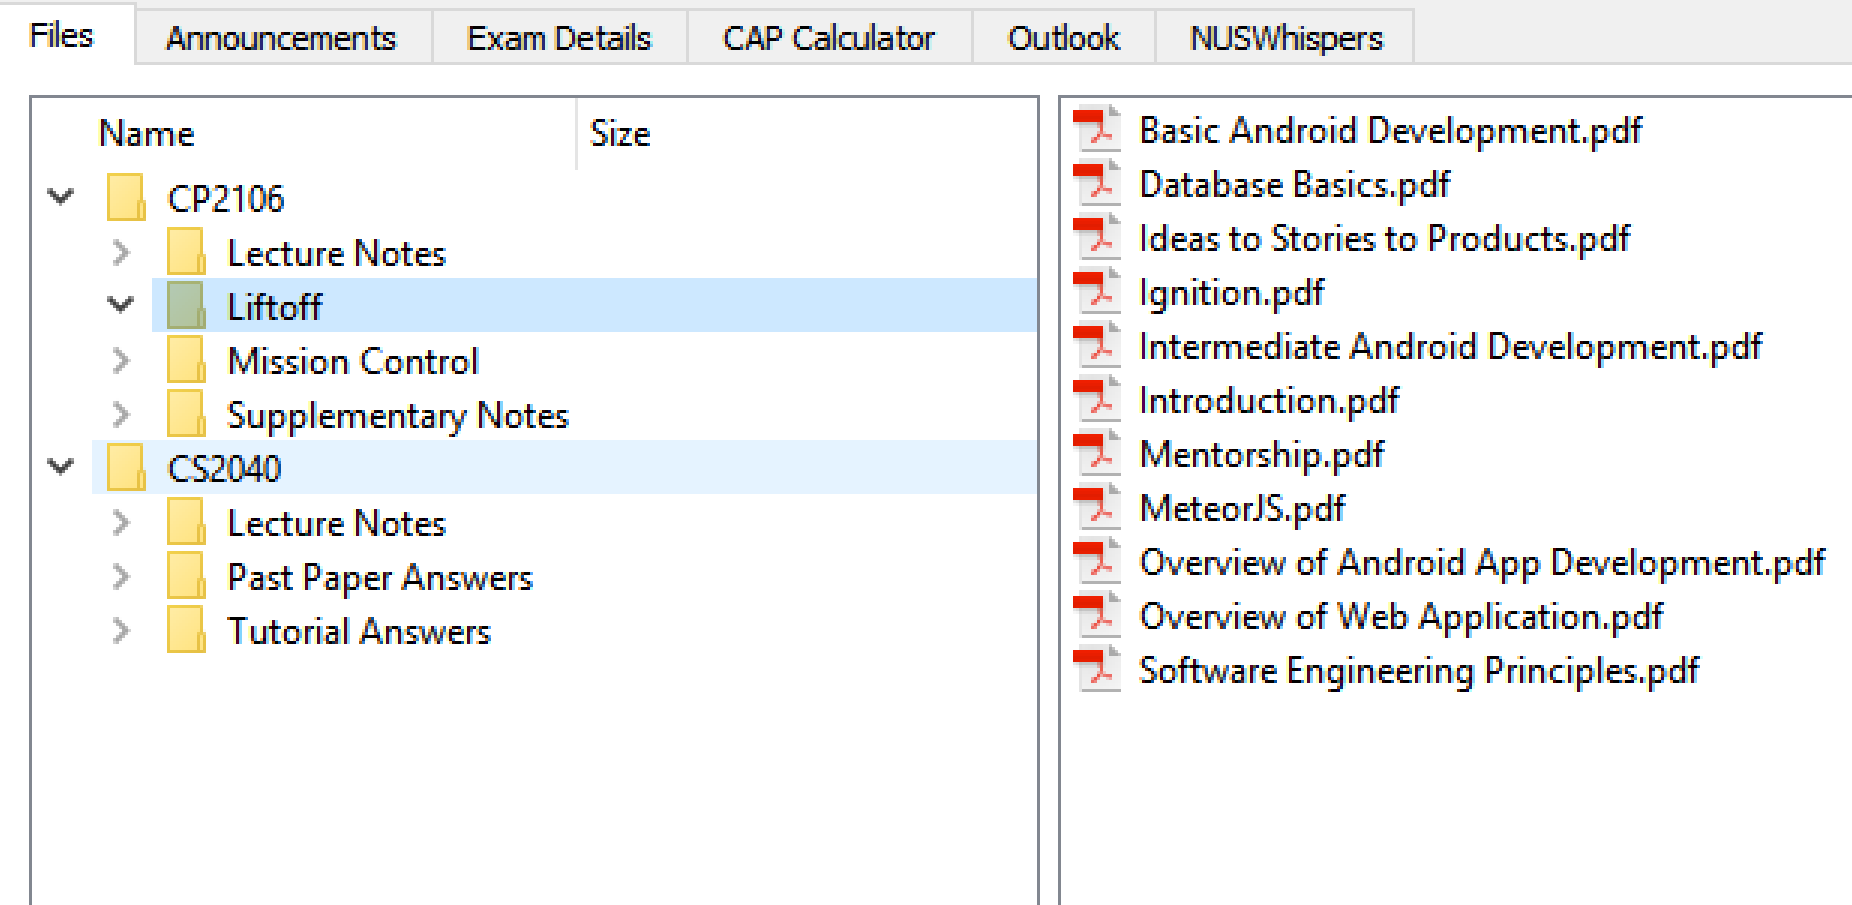 Files Announcements Exam Details CAP Calculator Outlook NUSWhispers
Name Size
CP2106
Lecture Notes
Liftoff
Mission Control
Supplementary Notes
CS2040
Lecture Notes
Past Paper Answers
Tutorial Answers
Basic Android Development.pdf
Database Basics.pdf
Ideas to Stories to Products.pdf
Ignition.pdf
Intermediate Android Development.pdf
Introduction.pdf
Mentorship.pdf
MeteorJS.pdf
Overview of Android App Development.pdf
Overview of Web Application.pdf
Software Engineering Principles.pdf